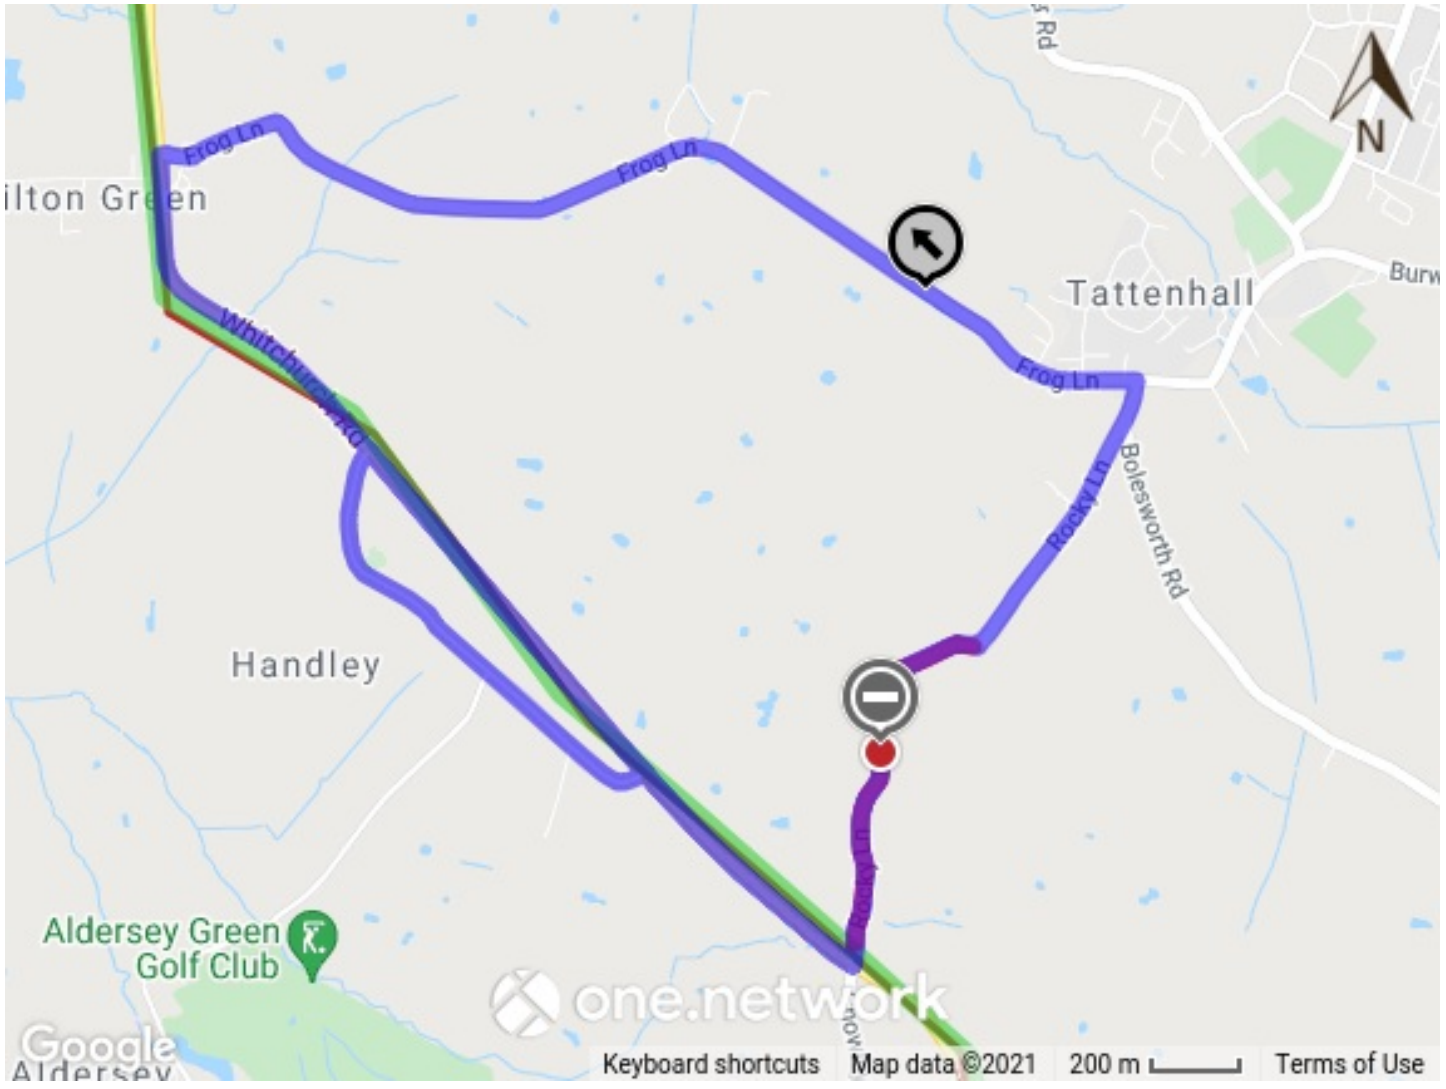 g Rd
N
Frog Ln
Frog Ln
ilton Green
Burw
Tattenhall
Whitchurch Rd
Frog Ln
Rocky Ln
Bolesworth Rd
Handley
Rocky Ln
Aldersey Green
Golf Club
one.network
Google
Aldersey
Keyboard shortcuts
Map data ©2021
200 m
Terms of Use